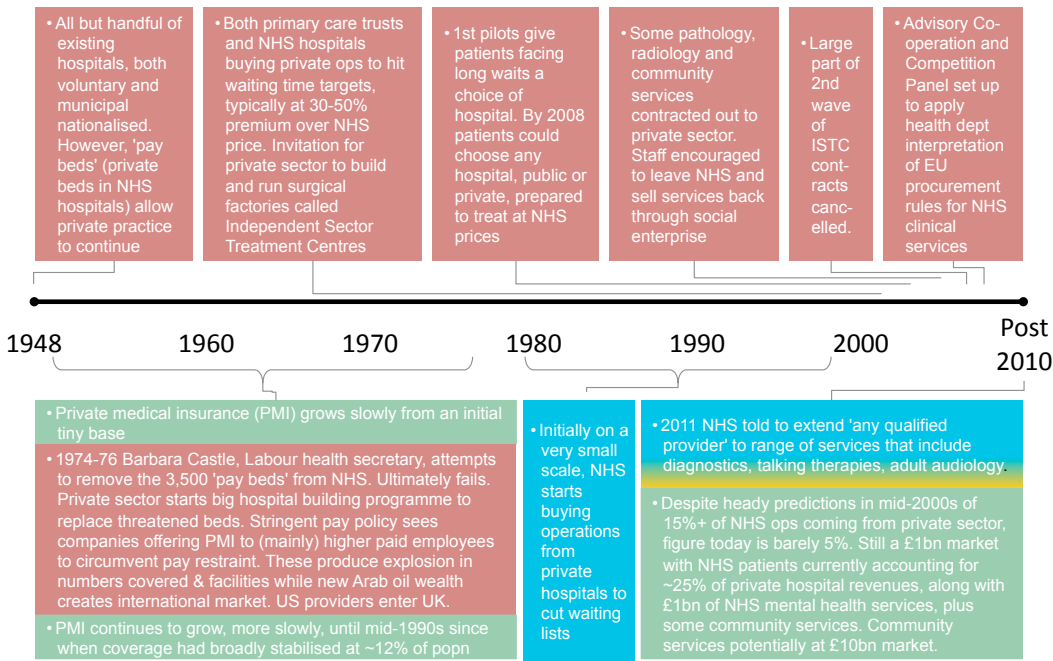 • All but handful of
existing
hospitals, both
voluntary and
municipal
nationalised.
However, 'pay
beds' (private
beds in NHS
hospitals) allow
private practice
to continue
• Both primary care trusts
and NHS hospitals
buying private ops to hit
waiting time targets,
typically at 30-50%
premium over NHS
price. Invitation for
private sector to build
and run surgical
factories called
Independent Sector
Treatment Centres
• 1st pilots give
patients facing
long waits a
choice of
hospital. By 2008
patients could
choose any
hospital, public or
private, prepared
to treat at NHS
prices
• Some pathology,
radiology and
community
services
contracted out to
private sector.
Staff encouraged
to leave NHS and
sell services back
through social
enterprise
• Large
part of
2nd
wave
of
ISTC
cont-
racts
canc-
elled.
• Advisory Co-
operation and
Competition
Panel set up
to apply
health dept
interpretation
of EU
procurement
rules for NHS
clinical
services
1948 1960 1970 1980 1990 2000 Post
2010
• Private medical insurance (PMI) grows slowly from an initial
tiny base
• 1974-76 Barbara Castle, Labour health secretary, attempts
to remove the 3,500 'pay beds' from NHS. Ultimately fails.
Private sector starts big hospital building programme to
replace threatened beds. Stringent pay policy sees
companies offering PMI to (mainly) higher paid employees
to circumvent pay restraint. These produce explosion in
numbers covered & facilities while new Arab oil wealth
creates international market. US providers enter UK.
• PMI continues to grow, more slowly, until mid-1990s since
when coverage had broadly stabilised at ~12% of popn
• Initially on a
very small
scale, NHS
starts
buying
operations
from
private
hospitals to
cut waiting
lists
• 2011 NHS told to extend 'any qualified
provider' to range of services that include
diagnostics, talking therapies, adult audiology.
• Despite heady predictions in mid-2000s of
15%+ of NHS ops coming from private sector,
figure today is barely 5%. Still a £1bn market
with NHS patients currently accounting for
~25% of private hospital revenues, along with
£1bn of NHS mental health services, plus
some community services. Community
services potentially at £10bn market.